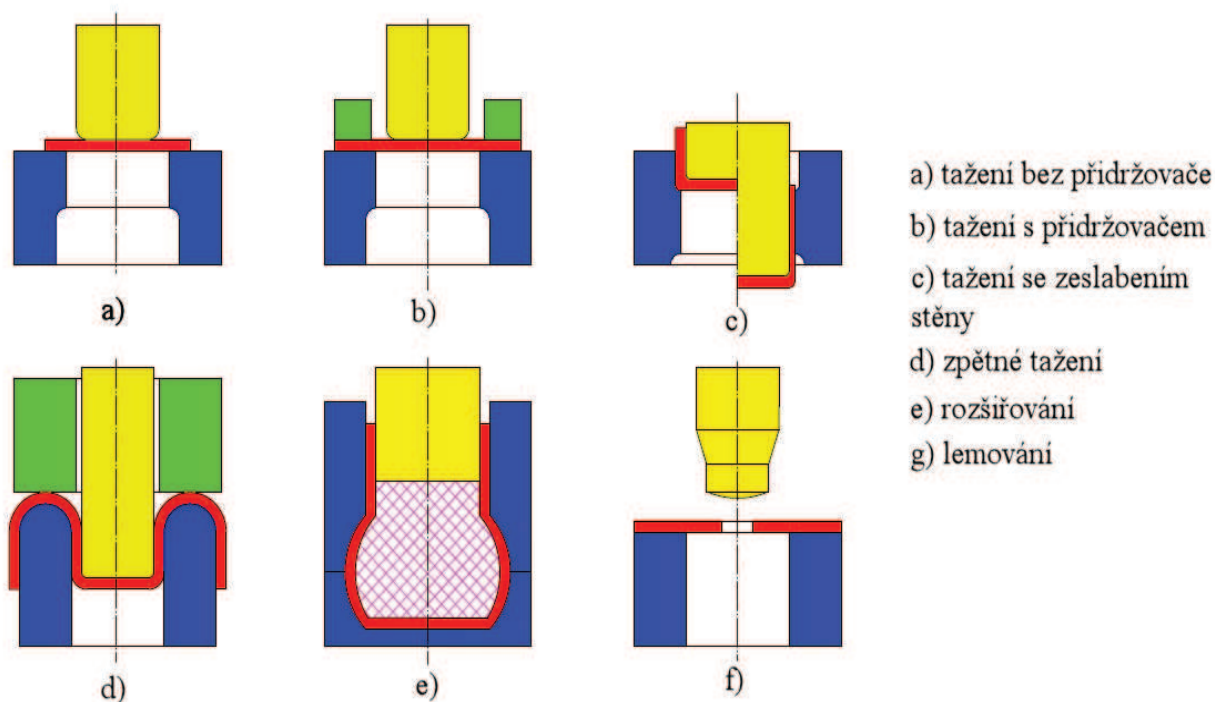 a)
b)
c)
d)
e)
f)
a) tažení bez přidržovače
b) tažení s přidržovačem
c) tažení se zeslabením
stěny
d) zpětné tažení
e) rozšiřování
g) lemování